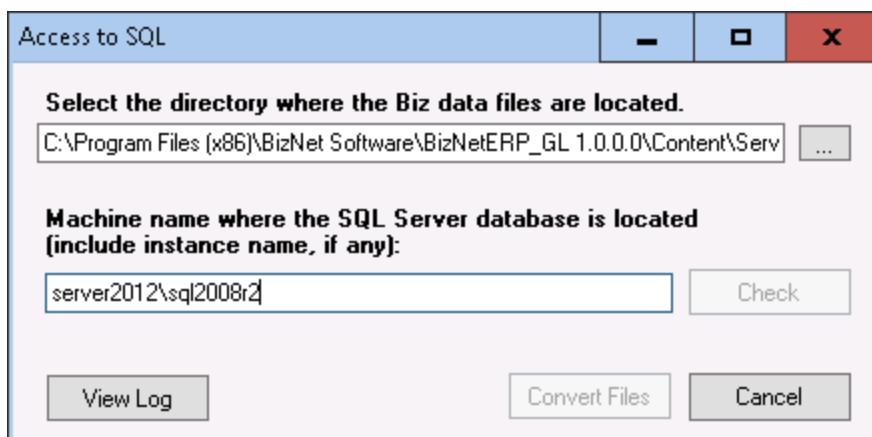 Access to SQL
Select the directory where the Biz data files are located.
C:\Program Files (x86)\BizNet Software\BizNetERP_GL 1.0.0.0\Content\Serv
...
Machine name where the SQL Server database is located
(include instance name, if any):
server2012\sql2008r2
Check
View Log
Convert Files
Cancel